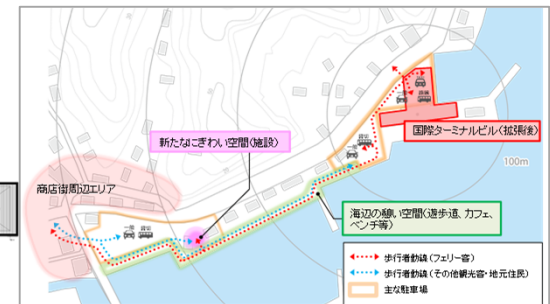 国際ターミナルビル(拡張後)
新たなにぎわい空間(施設)
100m
商店街周辺エリア
海辺の憩い空間(遊歩道、カフェ、
ベンチ等)
歩行者動線(フェリー客)
歩行者動線(その他観光客・地元住民)
主な駐車場